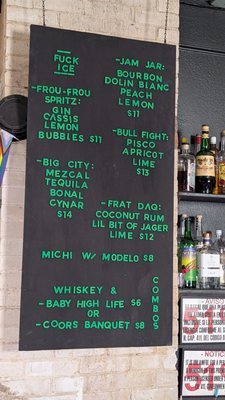 FUCK
ICE
-FROU-FROU
SPRITZ:
GIN
CASSIS
LEMON
BUBBLES $11
-BIG CITY:
MEZCAL
TEQUILA
BONAL
CYNAR
$14
-JAM JAR:
BOURBON
DOLIN BLANC
PEACH
LEMON
$11
-BULL FIGHT:
PISCO
APRICOT
LIME
$13
-FRAT DAQ:
COCONUT RUM
LIL BIT OF JAGER
LIME $12
MICHI W/ MODELO $8
WHISKEY &
-BABY HIGH LIFE $6
OR
-COORS BANQUET $8
COMBOS
AVISO
NOTICE